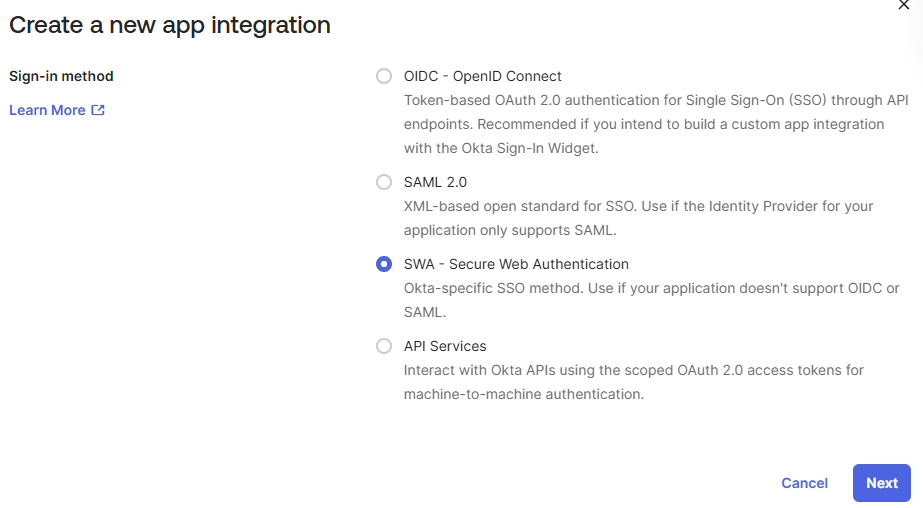 Create a new app integration
Sign-in method
Learn More
OIDC - OpenID Connect
Token-based OAuth 2.0 authentication for Single Sign-On (SSO) through API
endpoints. Recommended if you intend to build a custom app integration
with the Okta Sign-In Widget.
SAML 2.0
XML-based open standard for SSO. Use if the Identity Provider for your
application only supports SAML.
SWA - Secure Web Authentication
Okta-specific SSO method. Use if your application doesn't support OIDC or
SAML.
API Services
Interact with Okta APIs using the scoped OAuth 2.0 access tokens for
machine-to-machine authentication.
Cancel
Next